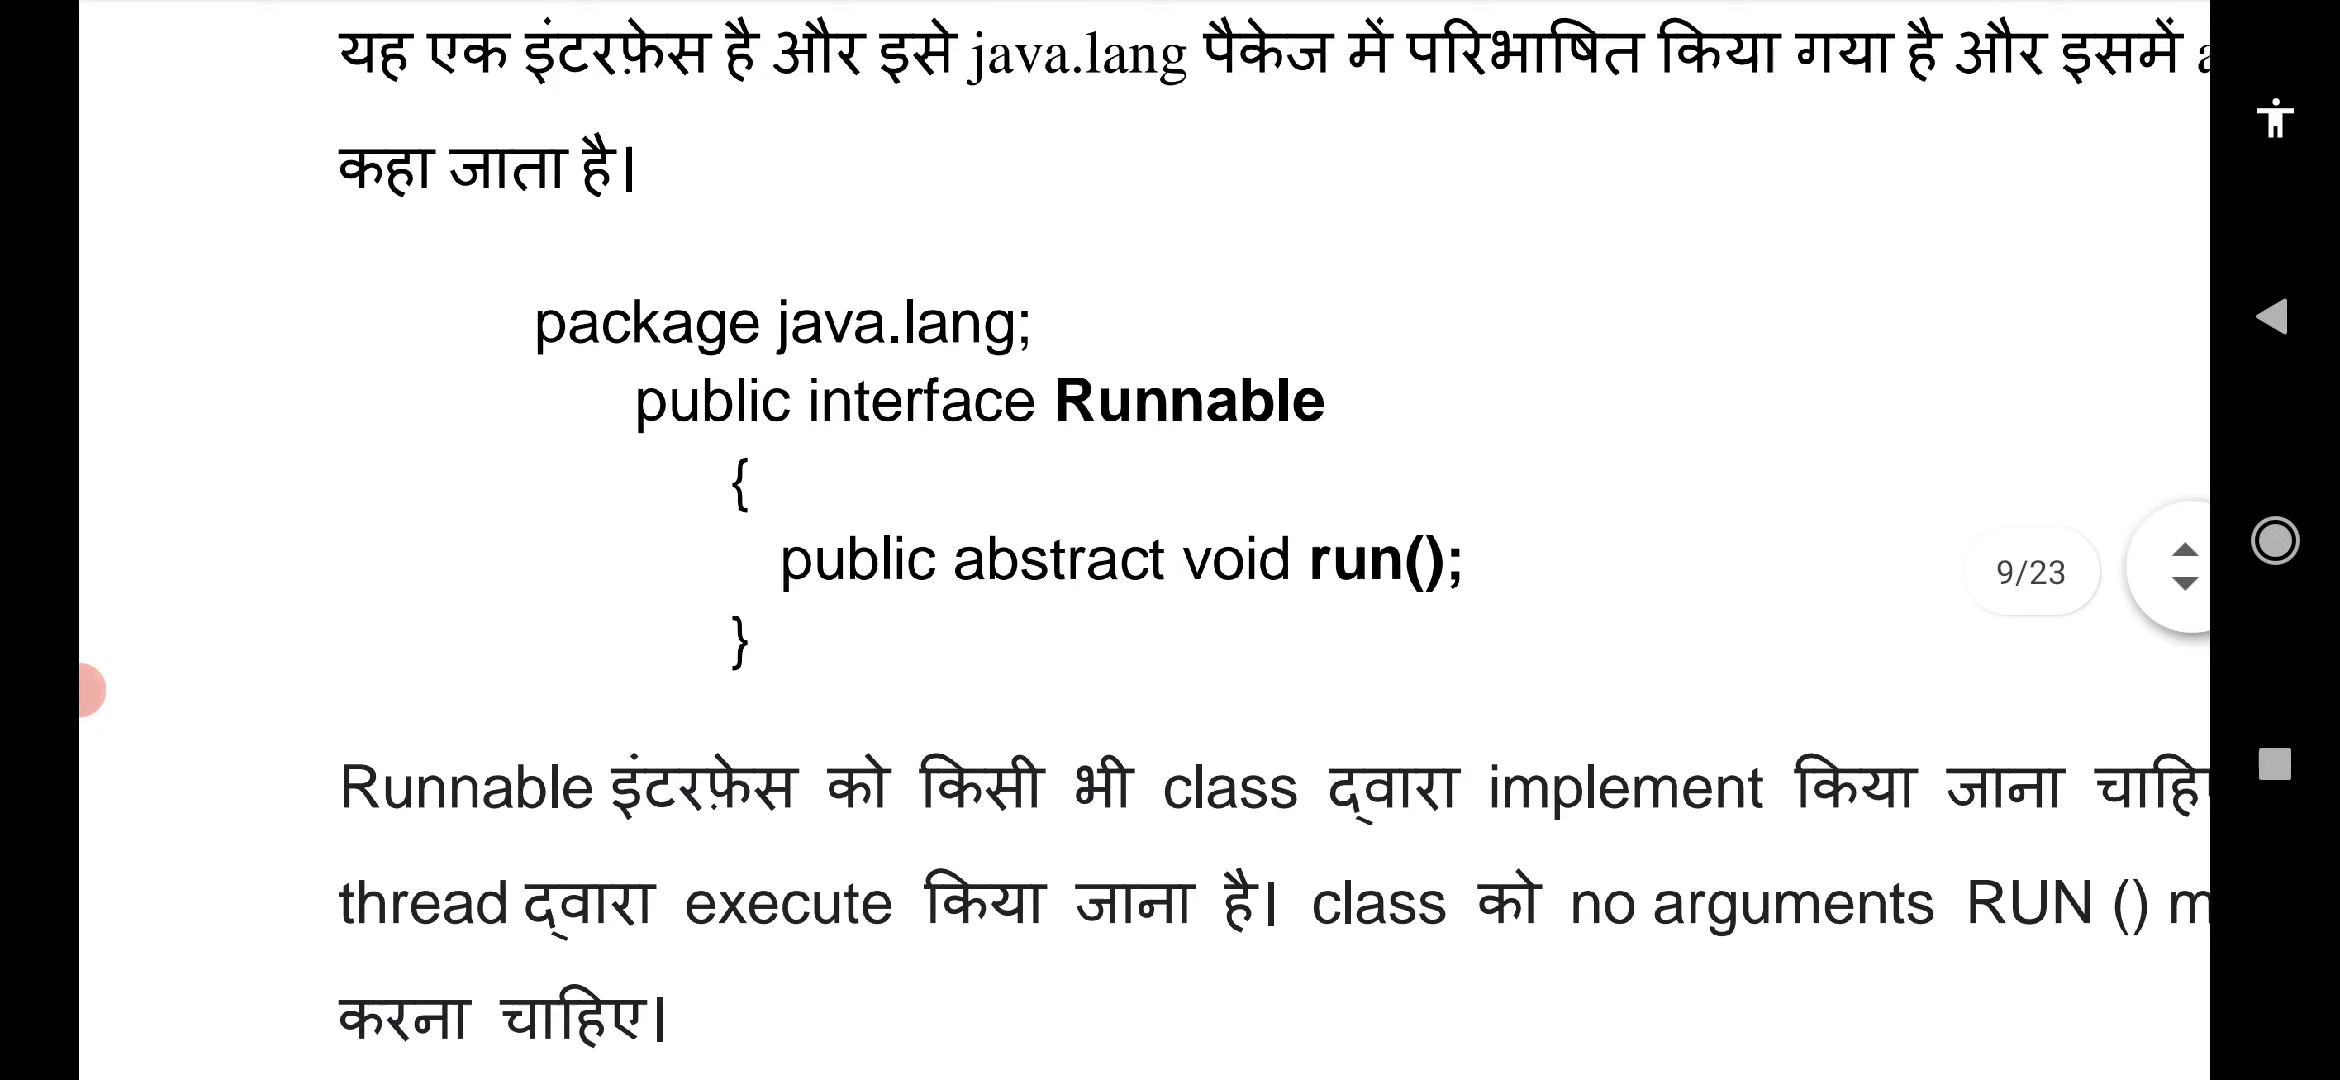 यह एक इंटरफ़ेस है और इसे java.lang पैकेज में परिभाषित किया गया है और इसमें
कहा जाता है।
package java.lang;
public interface Runnable
{
public abstract void run();
}
9/23
Runnable इंटरफ़ेस को किसी भी class द्वारा implement किया जाना
thread द्वारा execute किया जाना है। class को no arguments RUN ()
करना चाहिए।